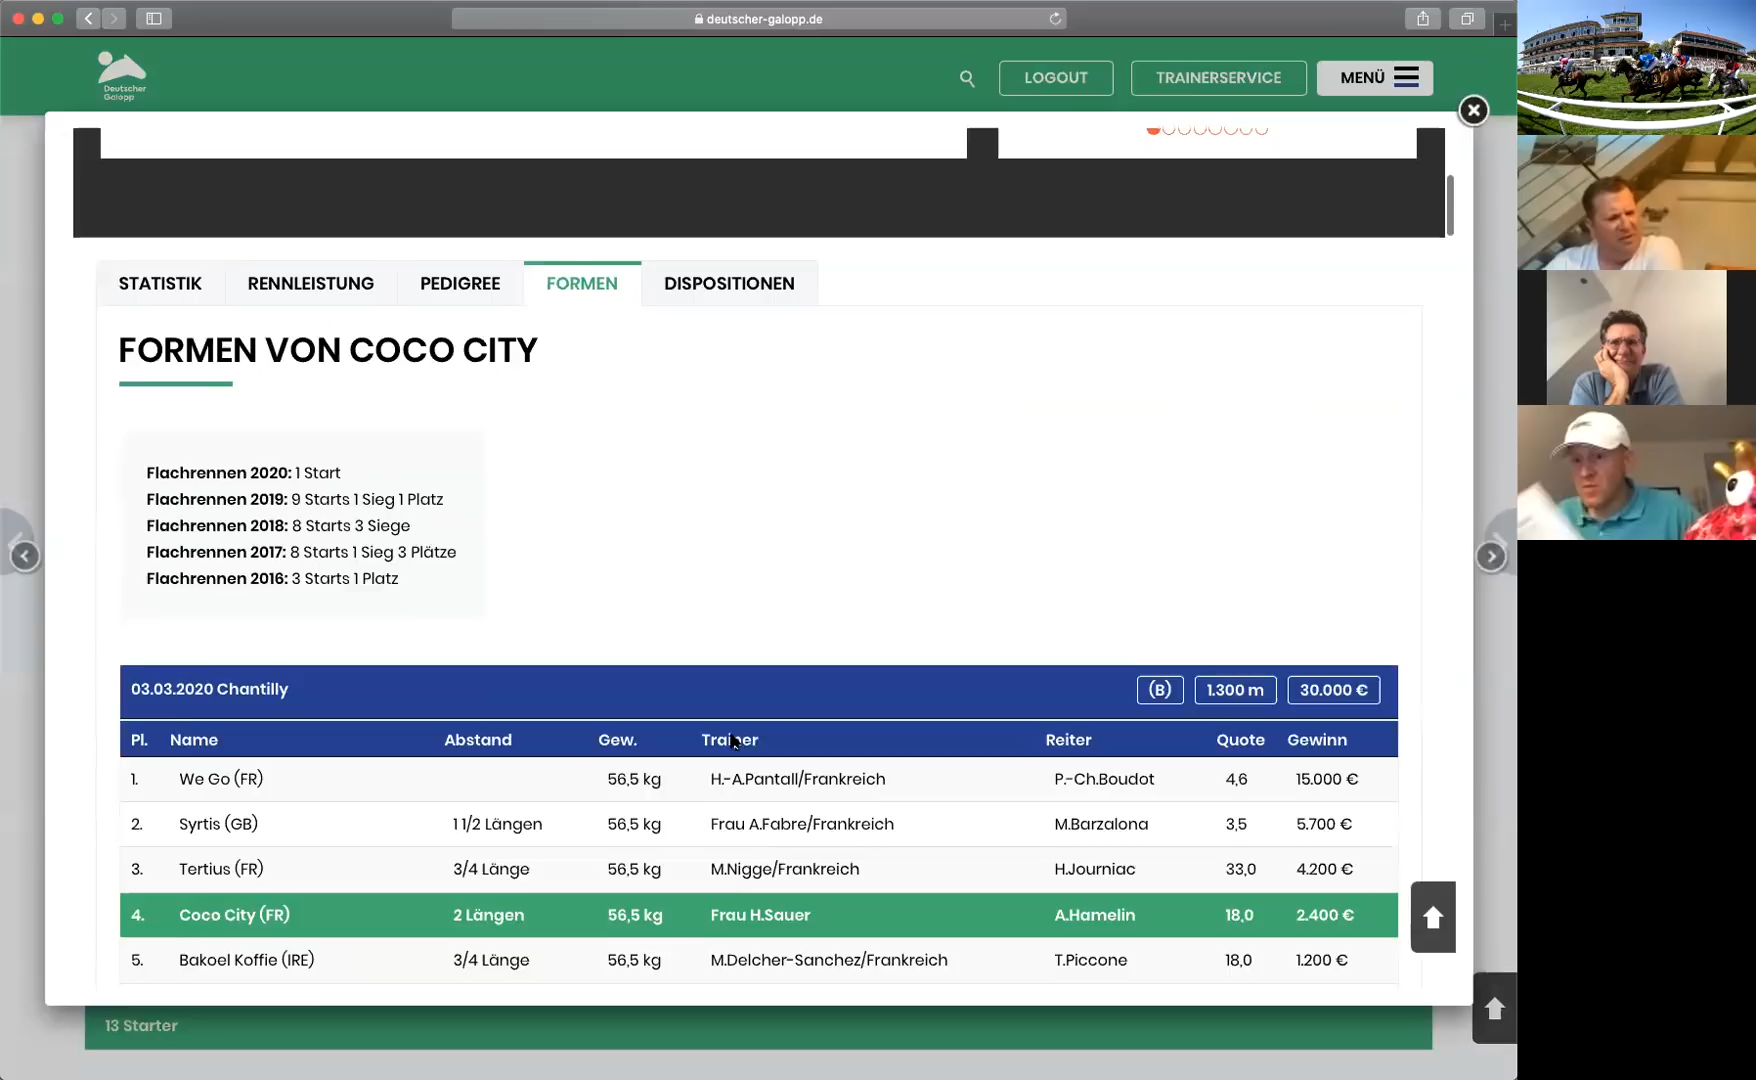 deutscher-galopp.de
Deutscher
Galopp
LOGOUT
TRAINERSERVICE
MENÜ
STATISTIK
RENNLEISTUNG
PEDIGREE
FORMEN
DISPOSITIONEN
FORMEN VON COCO CITY
Flachrennen 2020: 1 Start
Flachrennen 2019: 9 Starts 1 Sieg 1 Platz
Flachrennen 2018: 8 Starts 3 Siege
Flachrennen 2017: 8 Starts 1 Sieg 3 Plätze
Flachrennen 2016: 3 Starts 1 Platz
03.03.2020 Chantilly (B) 1.300 m 30.000 €
Pl. Name Abstand Gew. Trainer Reiter Quote Gewinn
1. We Go (FR) 56,5 kg H.-A.Pantall/Frankreich P.-Ch.Boudot 4,6 15.000 €
2. Syrtis (GB) 1 1/2 Längen 56,5 kg Frau A.Fabre/Frankreich M.Barzalona 3,5 5.700 €
3. Tertius (FR) 3/4 Länge 56,5 kg M.Nigge/Frankreich H.Journiac 33,0 4.200 €
4. Coco City (FR) 2 Längen 56,5 kg Frau H.Sauer A.Hamelin 18,0 2.400 €
5. Bakoel Koffie (IRE) 3/4 Länge 56,5 kg M.Delcher-Sanchez/Frankreich T.Piccone 18,0 1.200 €
13 Starter